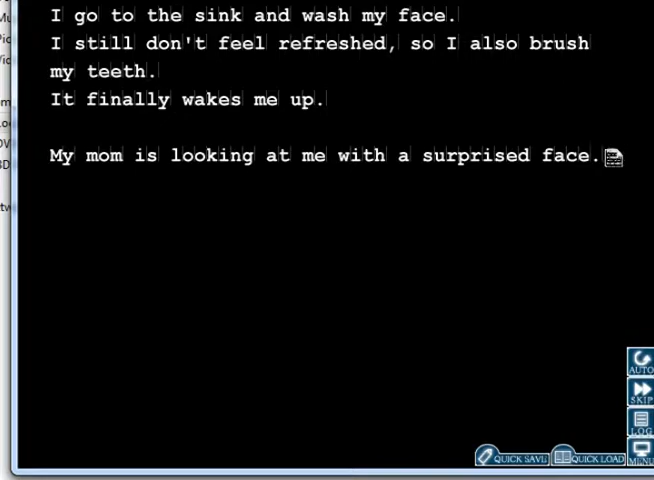 I go to the sink and wash my face.
I still don't feel refreshed, so I also brush
my teeth.
It finally wakes me up.
My mom is looking at me with a surprised face.
AUTO
SKIP
LOG
MENU
QUICK SAVE
QUICK LOAD